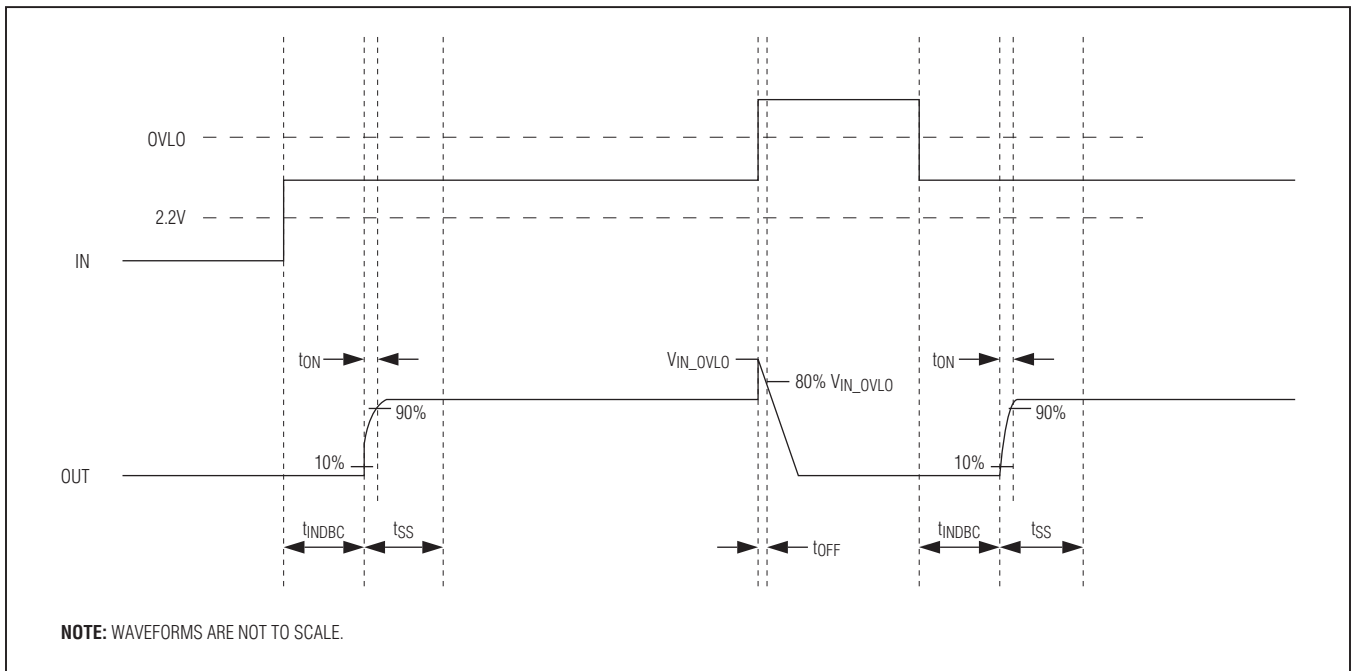 OVLO
2.2V
IN
tON
VIN_OVLO
80% VIN_OVLO
tON
90%
90%
10%
10%
OUT
tINDBC
tSS
tOFF
tINDBC
tSS
NOTE: WAVEFORMS ARE NOT TO SCALE.